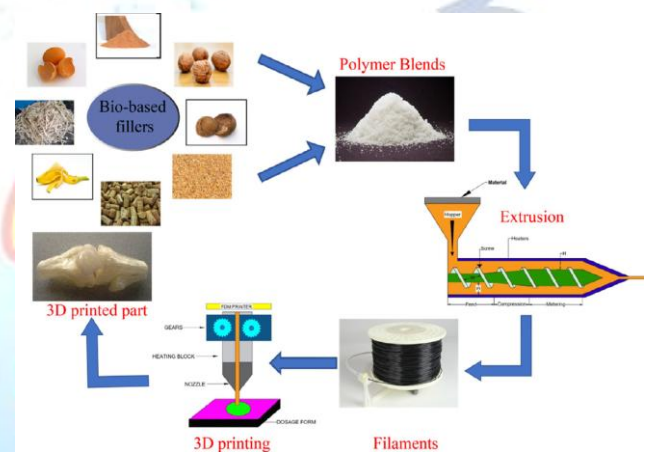 Bio-based
fillers
Polymer Blends
Material
Hopper
Extrusion
Heaters
Screw
H
Feed
Compression
Metering
3D printed part
FDM PRINTER
GEARS
HEATING BLOCK
NOZZLE
DOSAGE FORM
3D printing
Filaments